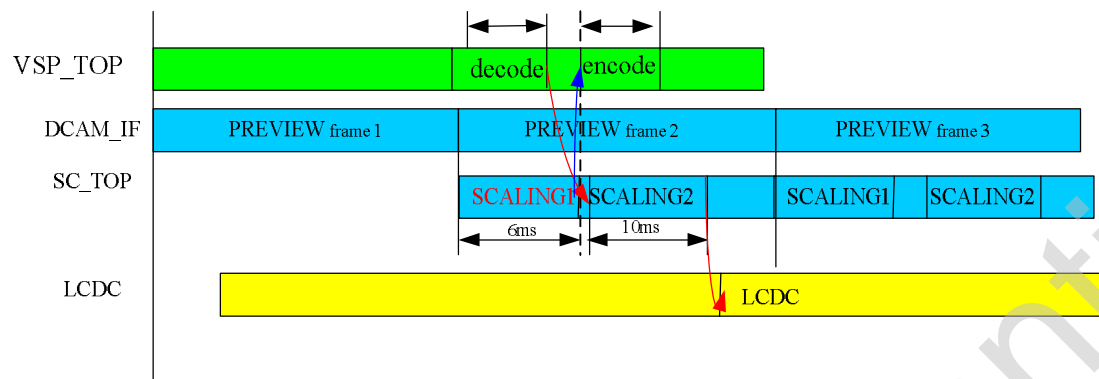 VSP_TOP decode encode
DCAM_IF PREVIEW frame 1 PREVIEW frame 2 PREVIEW frame 3
SC_TOP SCALING1 SCALING2 SCALING1 SCALING2
6ms 10ms
LCDC LCDC